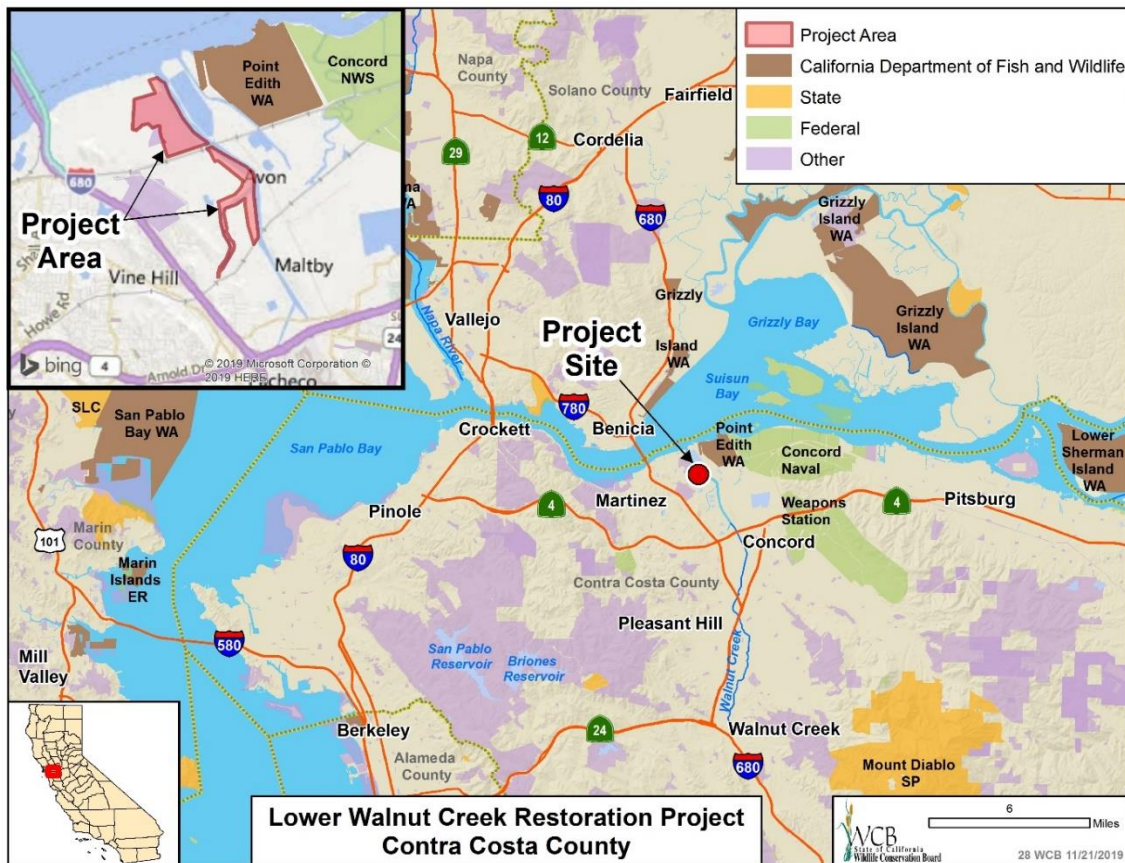 Project Area
California Department of Fish and Wildlife
State
Federal
Other
Point
Edith
WA
Concord
NWS
680
Avon
Project
Area
Vine Hill
Maltby
Howe Rd
bing
4
Arnold Dr
© 2019 Microsoft Corporation ©
2019 HERE
Pacheco
24
Napa
County
Solano County
Fairfield
12
Cordelia
29
80
680
WA
Grizzly
Island
WA
Grizzly
Island
WA
Grizzly
Island
WA
Vallejo
Napa River
Project
Site
Grizzly Bay
Suisun
Bay
780
Benicia
Crockett
SLC
San Pablo
Bay WA
San Pablo Bay
Point
Edith
WA
Concord
Naval
Weapons
Station
Lower
Sherman
Island
WA
Martinez
4
4
Pitsburg
Pinole
Concord
101
Marin
County
Marin
Islands
ER
80
Contra Costa County
Pleasant Hill
580
San Pablo
Reservoir
Briones
Reservoir
Walnut Creek
Mill
Valley
Berkeley
Alameda
County
24
Walnut Creek
680
Mount Diablo
SP
Lower Walnut Creek Restoration Project
Contra Costa County
6
Miles
WCB
State of California
Wildlife Conservation Board
28 WCB 11/21/2019